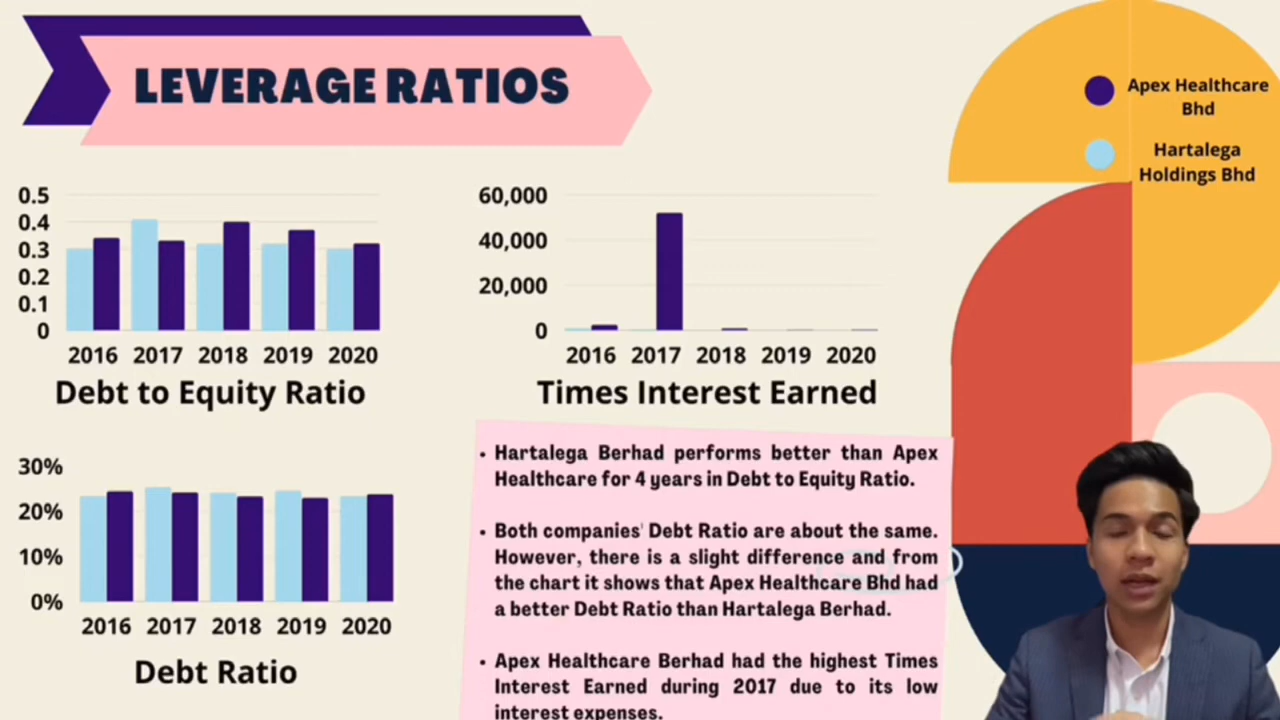 LEVERAGE RATIOS
Apex Healthcare
Bhd
Hartalega
Holdings Bhd
0.5
0.4
0.3
0.2
0.1
0
2016 2017 2018 2019 2020
Debt to Equity Ratio
60,000
40,000
20,000
0
2016 2017 2018 2019 2020
Times Interest Earned
30%
20%
10%
0%
2016 2017 2018 2019 2020
Debt Ratio
• Hartalega Berhad performs better than Apex
Healthcare for 4 years in Debt to Equity Ratio.
• Both companies' Debt Ratio are about the same.
However, there is a slight difference and from
the chart it shows that Apex Healthcare Bhd had
a better Debt Ratio than Hartalega Berhad.
• Apex Healthcare Berhad had the highest Times
Interest Earned during 2017 due to its low
interest expenses.